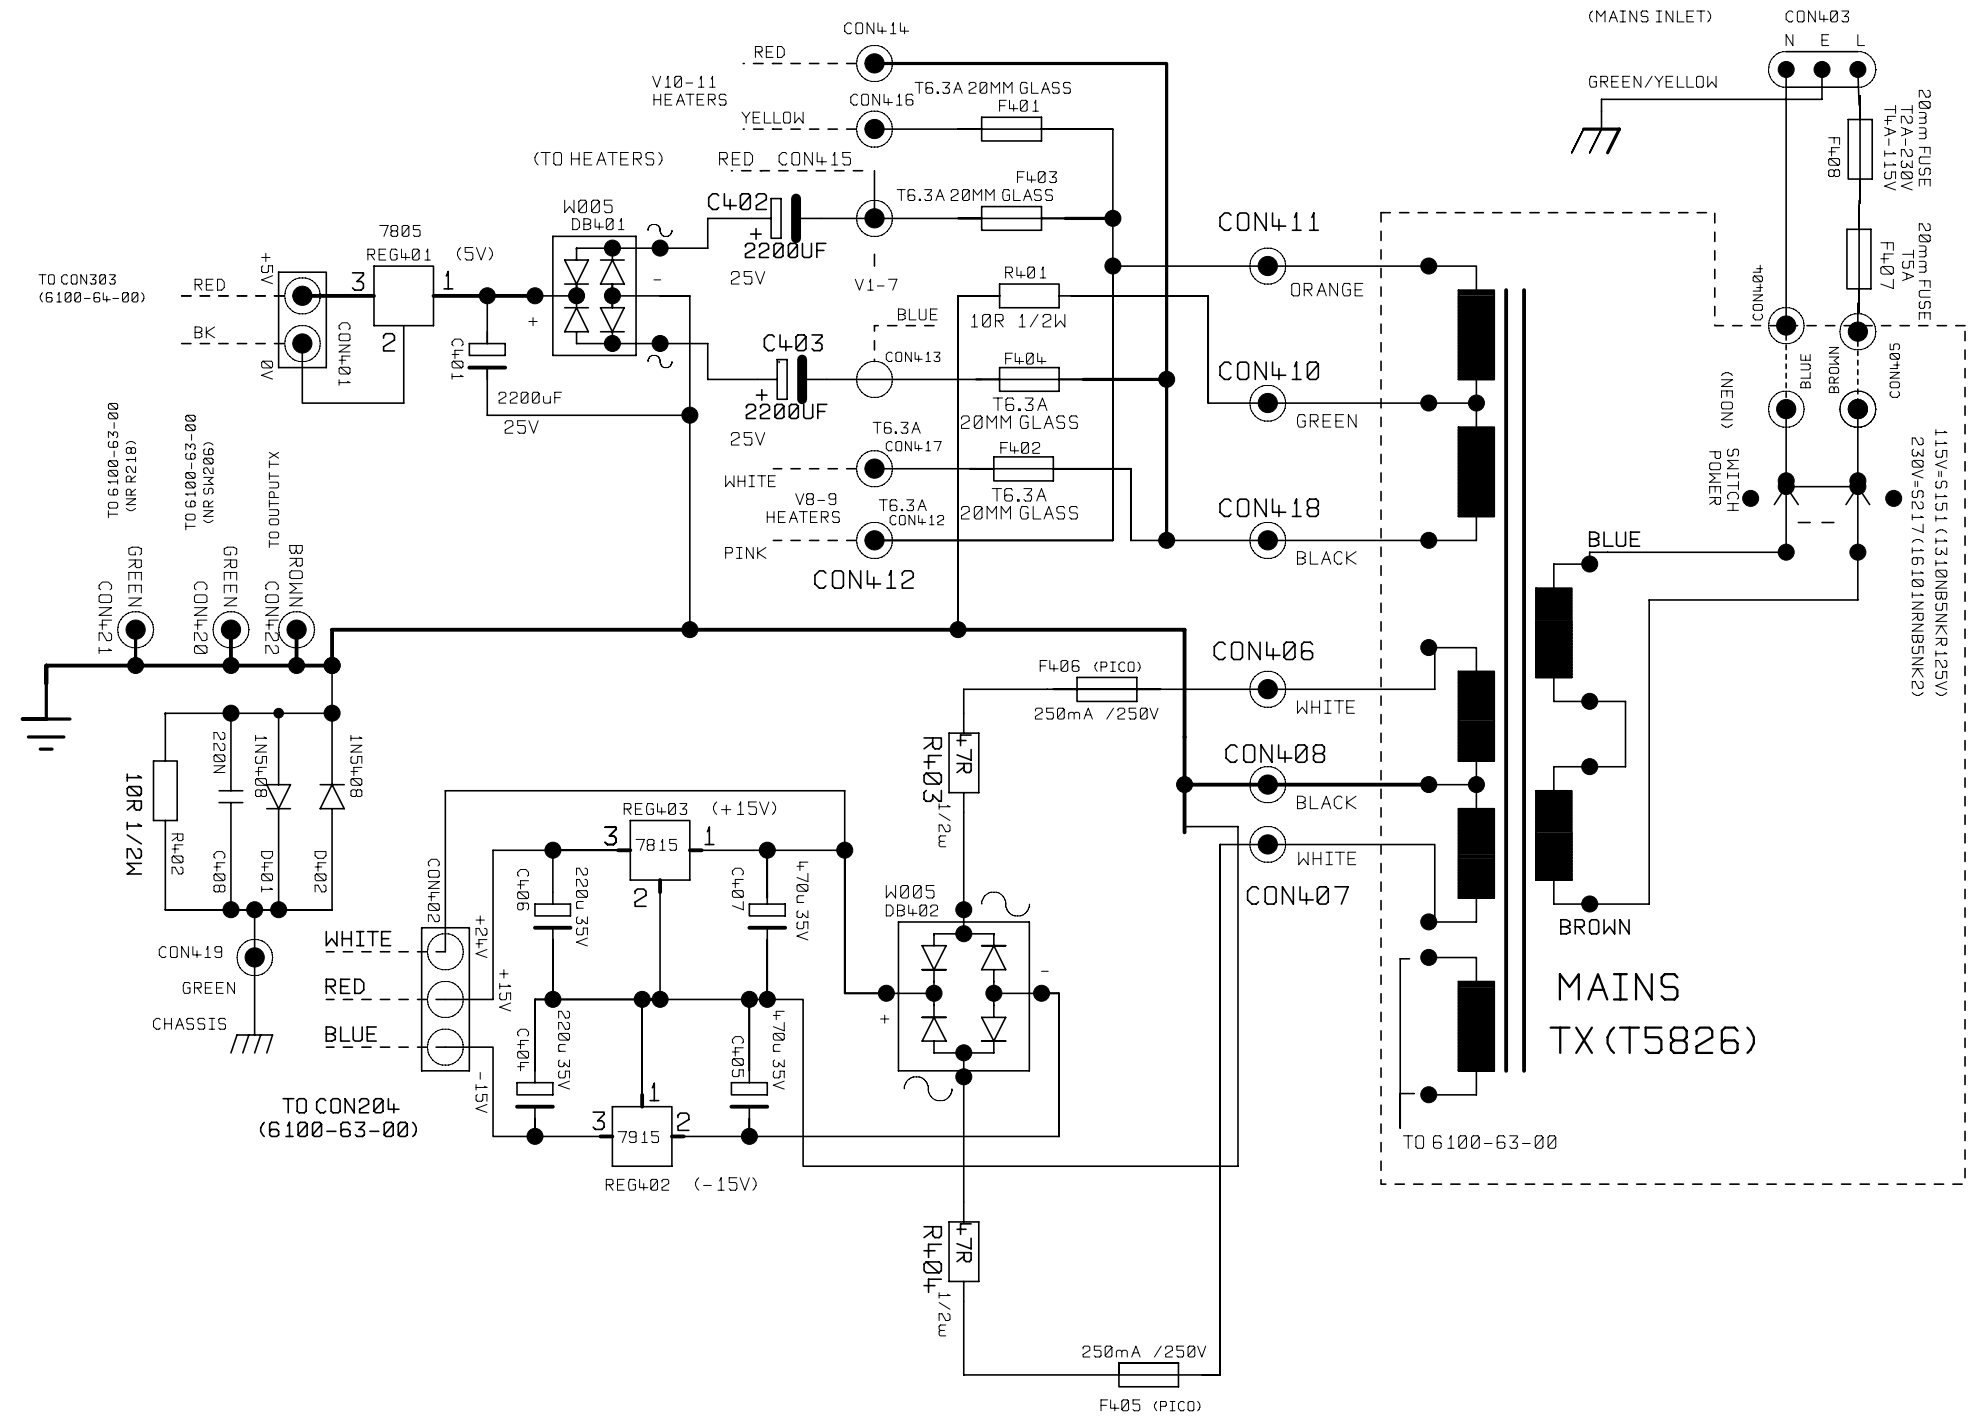 (MAINS INLET)
CON403
N E L
GREEN/YELLOW
20mm FUSE
T2A-230V
T4A-115V
F408
20mm FUSE
T5A
F407
CON404
CON405
BLUE
BROWN
(NEON)
POWER
SWITCH
115V=S151(1310NB5NKR125V)
230V=S217(16101NRNB5NK2)
CON414
RED
V10-11
HEATERS
CON416
YELLOW
T6.3A 20MM GLASS
F401
(TO HEATERS)
RED
CON415
F403
T6.3A 20MM GLASS
C402
+
2200UF
25V
V1-7
W005
DB401
-
+
7805
REG401
(5V)
3
1
2
TO CON303
(6100-64-00)
RED
BK
+5V
0V
CON401
C401
2200uF
25V
R401
10R 1/2W
BLUE
CON413
C403
+
2200UF
25V
F404
T6.3A
20MM GLASS
T6.3A
CON417
WHITE
F402
T6.3A
20MM GLASS
V8-9
HEATERS
T6.3A
CON412
PINK
CON412
CON411
ORANGE
CON410
GREEN
CON418
BLACK
BLUE
TO 6100-63-00
(NR R218)
TO 6100-63-00
(NR SW206)
TO OUTPUT TX
GREEN
CON421
GREEN
CON420
BROWN
CON422
10R 1/2W
R402
220N
C408
1N5408
D401
1N5408
D402
CON419
GREEN
CHASSIS
CON406
WHITE
F406 (PICO)
250mA /250V
CON408
BLACK
WHITE
CON407
R403
47R
1/2w
REG403
(+15V)
3
7815
1
2
C406
220u 35V
C407
470u 35V
CON402
WHITE
+24V
RED
+15V
BLUE
-15V
TO CON204
(6100-63-00)
C404
220u 35V
C405
470u 35V
1
3
7915
2
REG402
(-15V)
W005
DB402
-
+
R404
47R
1/2w
250mA /250V
F405 (PICO)
BROWN
MAINS
TX(T5826)
TO 6100-63-00